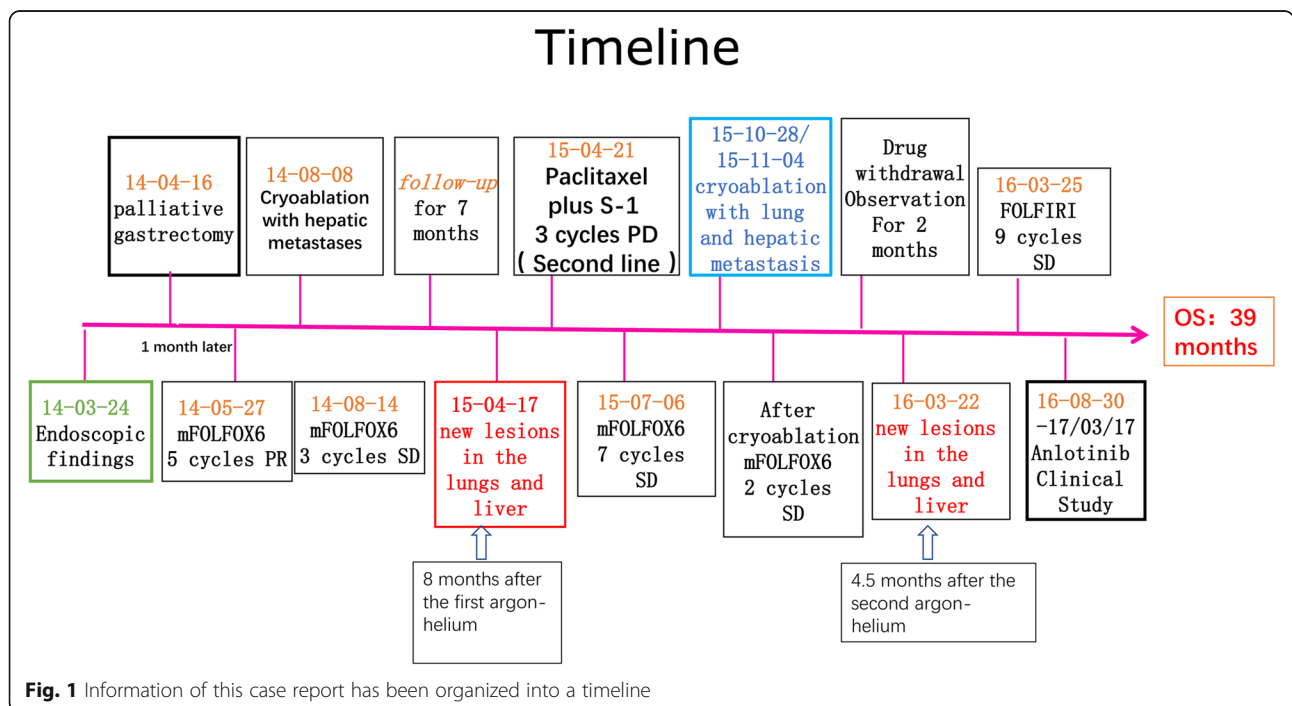 Timeline
14-04-16
palliative
gastrectomy
14-08-08
Cryoablation
with hepatic
metastases
follow-up
for 7
months
15-04-21
Paclitaxel
plus S-1
3 cycles PD
( Second line )
15-10-28/
15-11-04
cryoablation
with lung
and hepatic
metastasis
Drug
withdrawal
Observation
For 2
months
16-03-25
FOLFIRI
9 cycles
SD
1 month later
OS: 39
months
14-03-24
Endoscopic
findings
14-05-27
mFOLFOX6
5 cycles PR
14-08-14
mFOLFOX6
3 cycles SD
15-04-17
new lesions
in the
lungs and
liver
15-07-06
mFOLFOX6
7 cycles
SD
After
cryoablation
mFOLFOX6
2 cycles
SD
16-03-22
new lesions
in the
lungs and
liver
16-08-30
-17/03/17
Anlotinib
Clinical
Study
8 months after
the first argon-
helium
4.5 months after the
second argon-
helium
Fig. 1 Information of this case report has been organized into a timeline